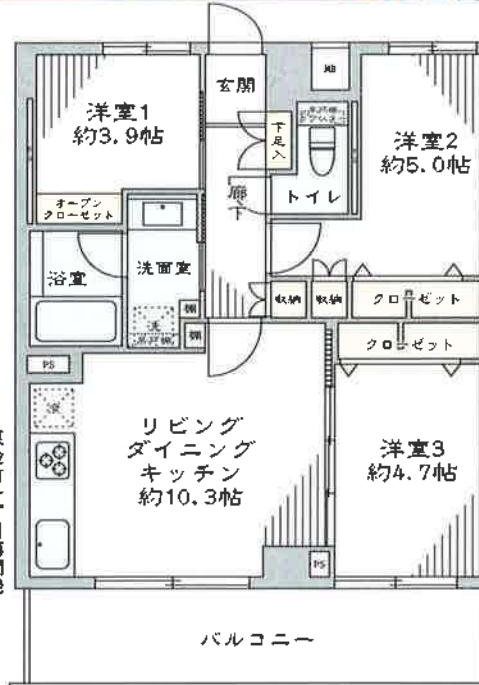 玄関
洋室1
約3.9帖
下足入
洋室2
約5.0帖
トイレ
廊下
オープン
クローゼット
浴室
洗面室
洗
吊戸棚
棚
棚
収納
収納
クローゼット
クローゼット
PS
リビング
ダイニング
キッチン
約10.3帖
洋室3
約4.7帖
PS
バルコニー